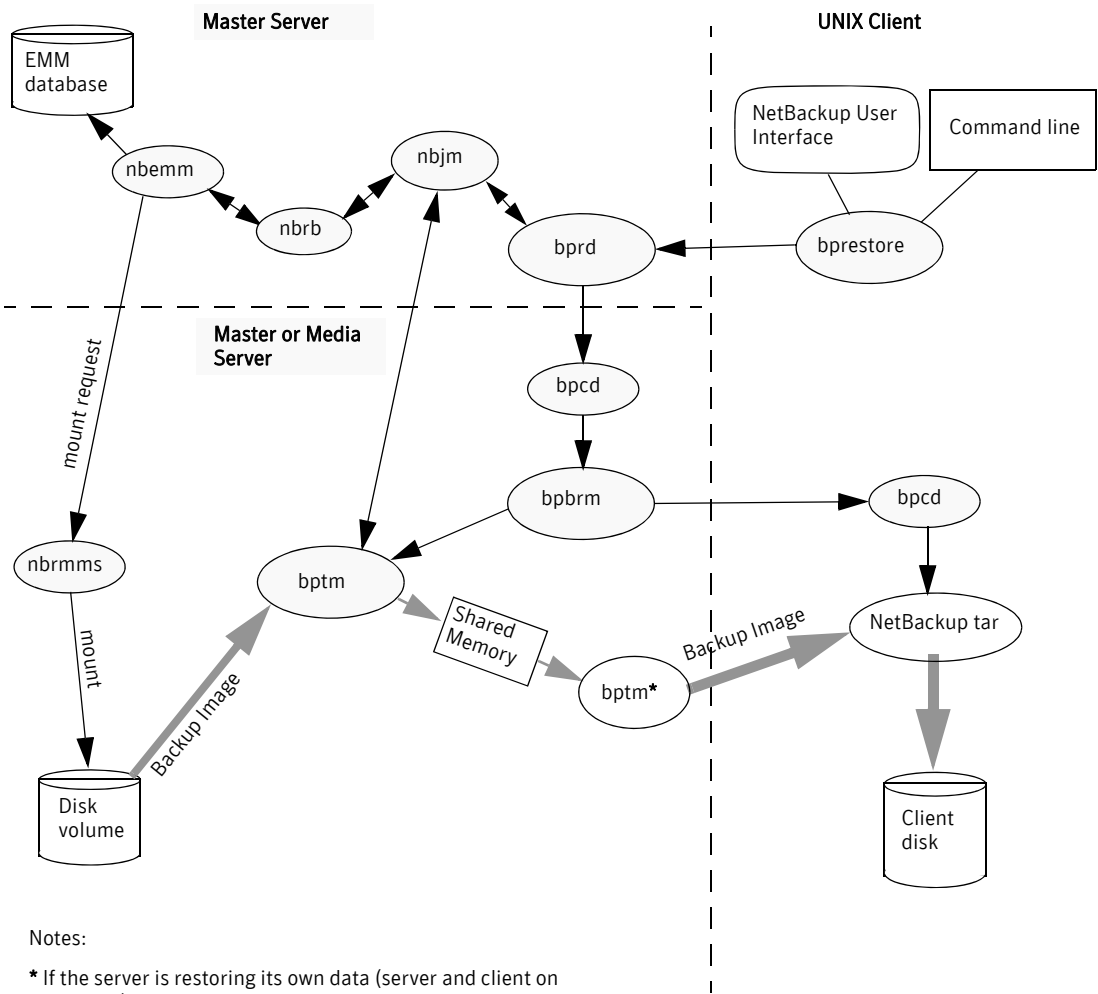 Master Server
UNIX Client
EMM
database
NetBackup User
Interface
Command line
nbemm
nbjm
nbrb
bprd
bprestore
Master or Media
Server
mount request
bpcd
bpbrm
bpcd
nbrmms
bptm
Shared
Memory
NetBackup tar
Backup Image
mount
bptm*
Backup Image
Disk
volume
Client
disk
Notes:
* If the server is restoring its own data (server and client on